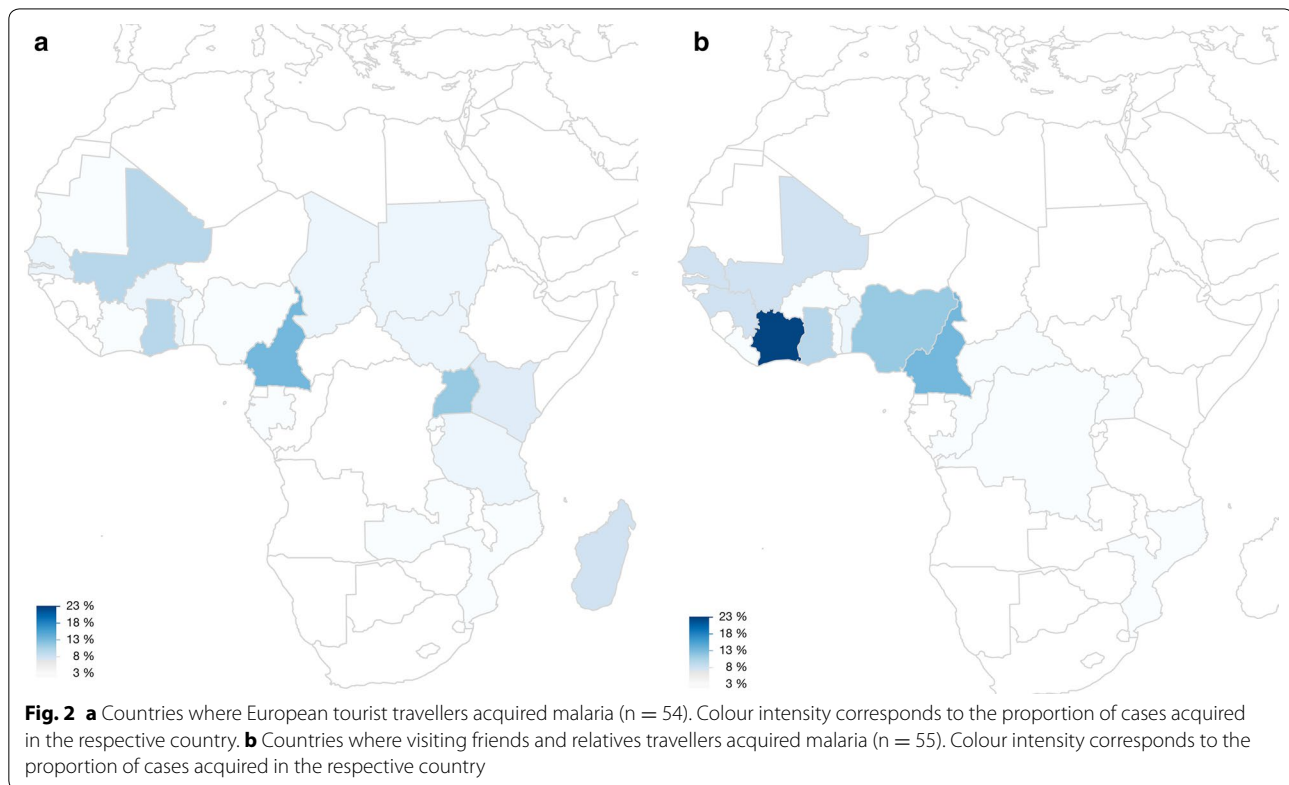 a
b
23 %
18 %
13 %
8 %
3 %
23 %
18 %
13 %
8 %
3 %
Fig. 2 a Countries where European tourist travellers acquired malaria (n = 54). Colour intensity corresponds to the proportion of cases acquired
in the respective country. b Countries where visiting friends and relatives travellers acquired malaria (n = 55). Colour intensity corresponds to the
proportion of cases acquired in the respective country